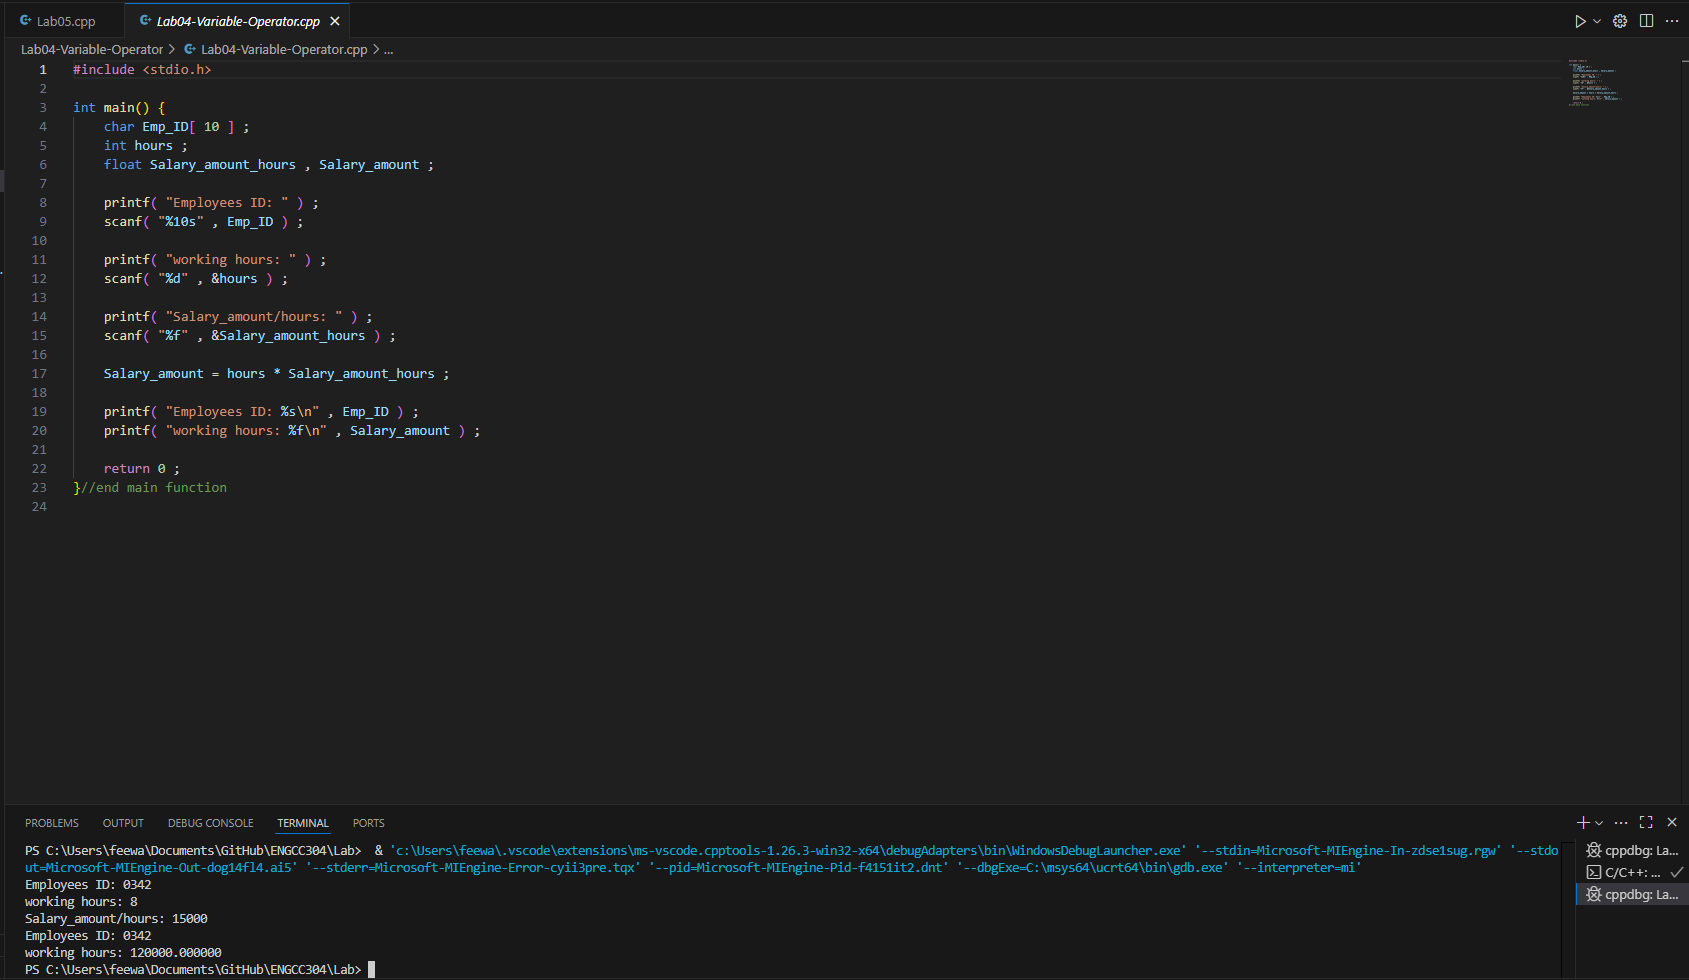 Lab05.cpp
Lab04-Variable-Operator.cpp
Lab04-Variable-Operator > Lab04-Variable-Operator.cpp > ...
1 #include <stdio.h>
2
3 int main() {
4 char Emp_ID[ 10 ] ;
5 int hours ;
6 float Salary_amount_hours , Salary_amount ;
7
8 printf( "Employees ID: " ) ;
9 scanf( "%10s" , Emp_ID ) ;
10
11 printf( "working hours: " ) ;
12 scanf( "%d" , &hours ) ;
13
14 printf( "Salary_amount/hours: " ) ;
15 scanf( "%f" , &Salary_amount_hours ) ;
16
17 Salary_amount = hours * Salary_amount_hours ;
18
19 printf( "Employees ID: %s\n" , Emp_ID ) ;
20 printf( "working hours: %f\n" , Salary_amount ) ;
21
22 return 0 ;
23 }//end main function
24
PROBLEMS OUTPUT DEBUG CONSOLE TERMINAL PORTS
PS C:\Users\feewa\Documents\GitHub\ENGCC304\Lab> & 'c:\Users\feewa\.vscode\extensions\ms-vscode.cpptools-1.26.3-win32-x64\debugAdapters\bin\WindowsDebugLauncher.exe' '--stdin=Microsoft-MIEngine-In-zdse1sug.rgw' '--stdo
ut=Microsoft-MIEngine-Out-dog14fl4.ai5' '--stderr=Microsoft-MIEngine-Error-cyii3pre.tqx' '--pid=Microsoft-MIEngine-Pid-f4151it2.dnt' '--dbgExe=C:\msys64\ucrt64\bin\gdb.exe' '--interpreter=mi'
Employees ID: 0342
working hours: 8
Salary_amount/hours: 15000
Employees ID: 0342
working hours: 120000.000000
PS C:\Users\feewa\Documents\GitHub\ENGCC304\Lab>
cppdbg: La...
C/C++: ...
cppdbg: La...